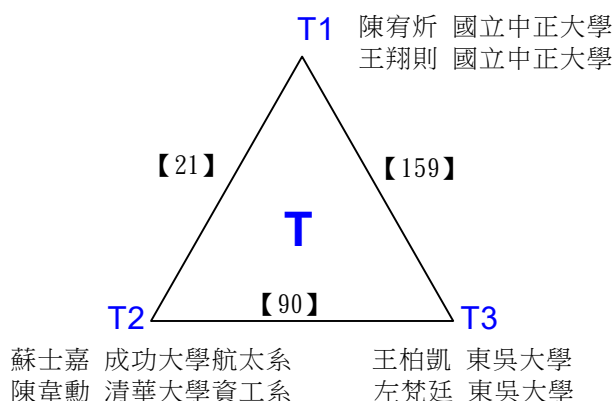 T1
陳宥炘 國立中正大學
王翔則 國立中正大學
【21】
【159】
T
【90】
T2
T3
蘇士嘉 成功大學航太系
陳韋勳 清華大學資工系
王柏凱 東吳大學
左梵廷 東吳大學